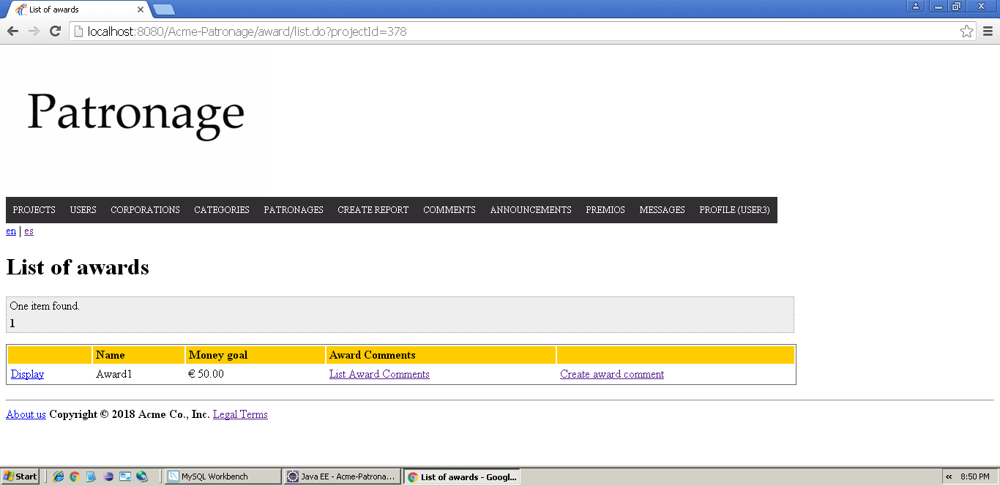 List of awards
localhost:8080/Acme-Patronage/award/list.do?projectId=378
Patronage
PROJECTS USERS CORPORATIONS CATEGORIES PATRONAGES CREATE REPORT COMMENTS ANNOUNCEMENTS PREMIOS MESSAGES PROFILE (USER3)
en | es
List of awards
One item found.
1
Name Money goal Award Comments
Display Award1 € 50.00 List Award Comments Create award comment
About us Copyright © 2018 Acme Co., Inc. Legal Terms
Start MySQL Workbench Java EE - Acme-Patrona... List of awards - Googl... « 8:50 PM